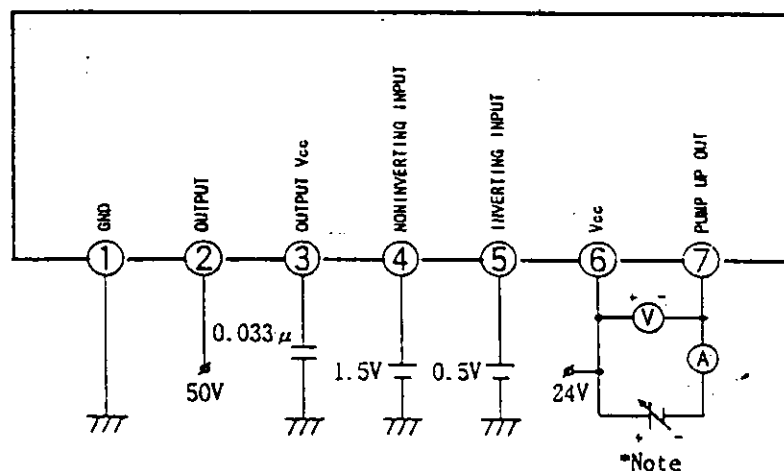 GND
OUTPUT
OUTPUT Vcc
NONINVERTING INPUT
INVERTING INPUT
Vcc
PUMP UP OUT
1
2
3
4
5
6
7
+ -
V
0.033μ
A
50V
1.5V
0.5V
24V
+ -
*Note